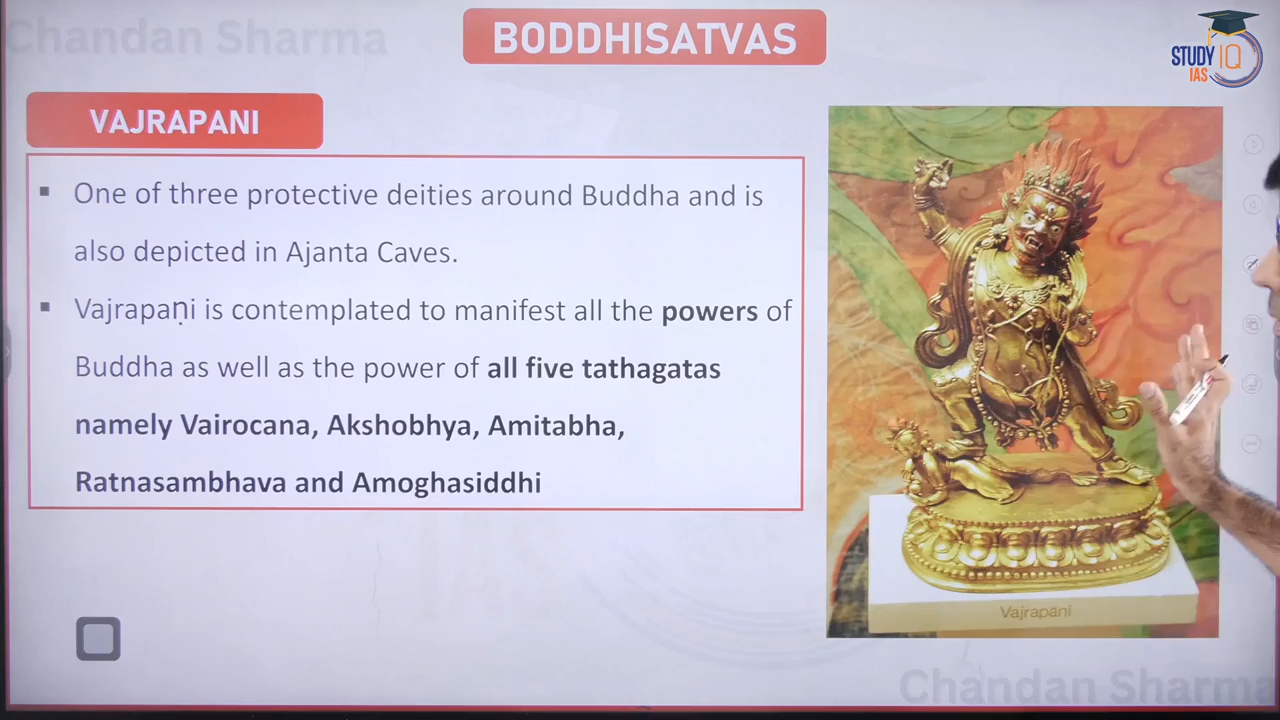 Chandan Sharma
BODDHISATVAS
STUDY IQ
IAS
VAJRAPANI
▪ One of three protective deities around Buddha and is
also depicted in Ajanta Caves.
▪ Vajrapaṇi is contemplated to manifest all the powers of
Buddha as well as the power of all five tathagatas
namely Vairocana, Akshobhya, Amitabha,
Ratnasambhava and Amoghasiddhi
Vajrapāni
Chandan Sharma